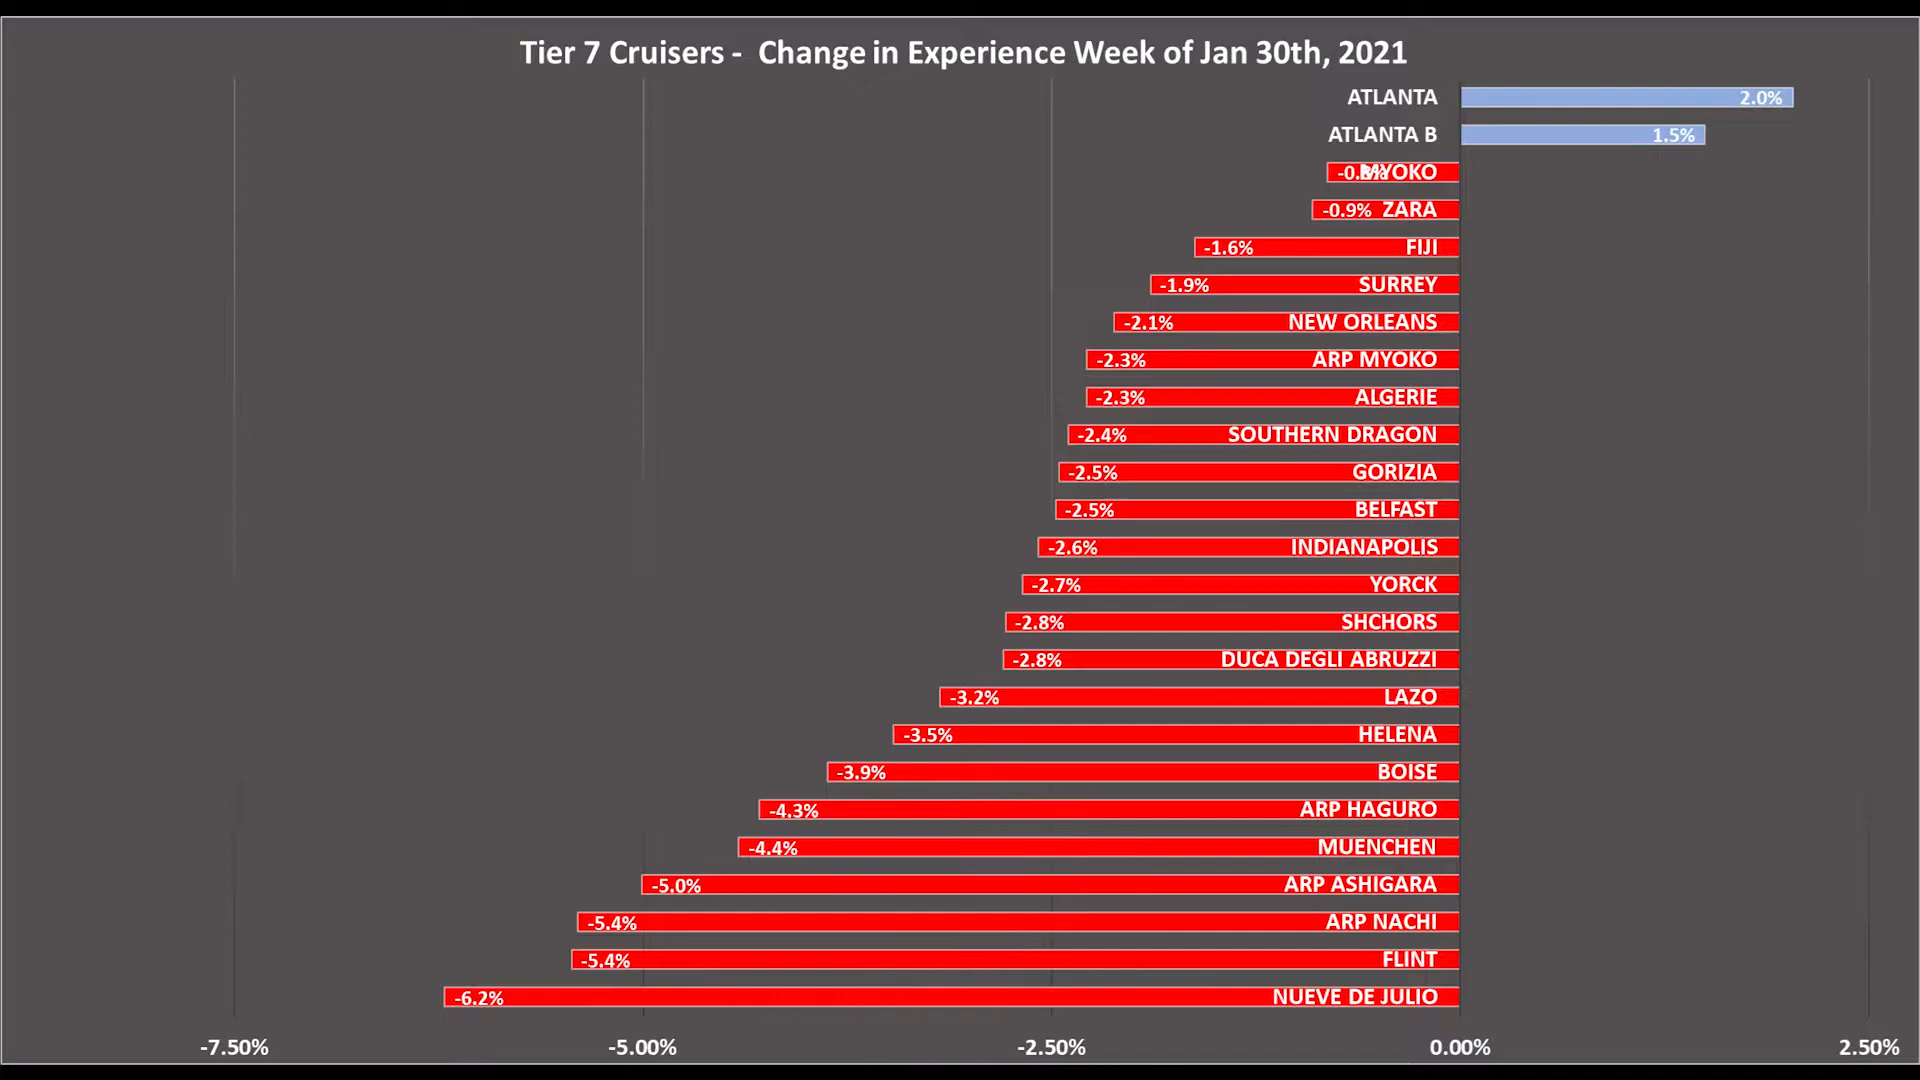 Tier 7 Cruisers - Change in Experience Week of Jan 30th, 2021
ATLANTA 2.0%
ATLANTA B 1.5%
-0.8% MYOKO
-0.9% ZARA
-1.6% FIJI
-1.9% SURREY
-2.1% NEW ORLEANS
-2.3% ARP MYOKO
-2.3% ALGERIE
-2.4% SOUTHERN DRAGON
-2.5% GORIZIA
-2.5% BELFAST
-2.6% INDIANAPOLIS
-2.7% YORCK
-2.8% SHCHORS
-2.8% DUCA DEGLI ABRUZZI
-3.2% LAZO
-3.5% HELENA
-3.9% BOISE
-4.3% ARP HAGURO
-4.4% MUENCHEN
-5.0% ARP ASHIGARA
-5.4% ARP NACHI
-5.4% FLINT
-6.2% NUEVE DE JULIO
-7.50% -5.00% -2.50% 0.00% 2.50%